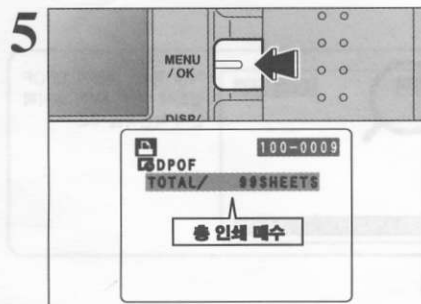 5
MENU
/OK
DISP/
100-0009
DPOF
TOTAL/ 99SHEETS
총 인쇄 매수